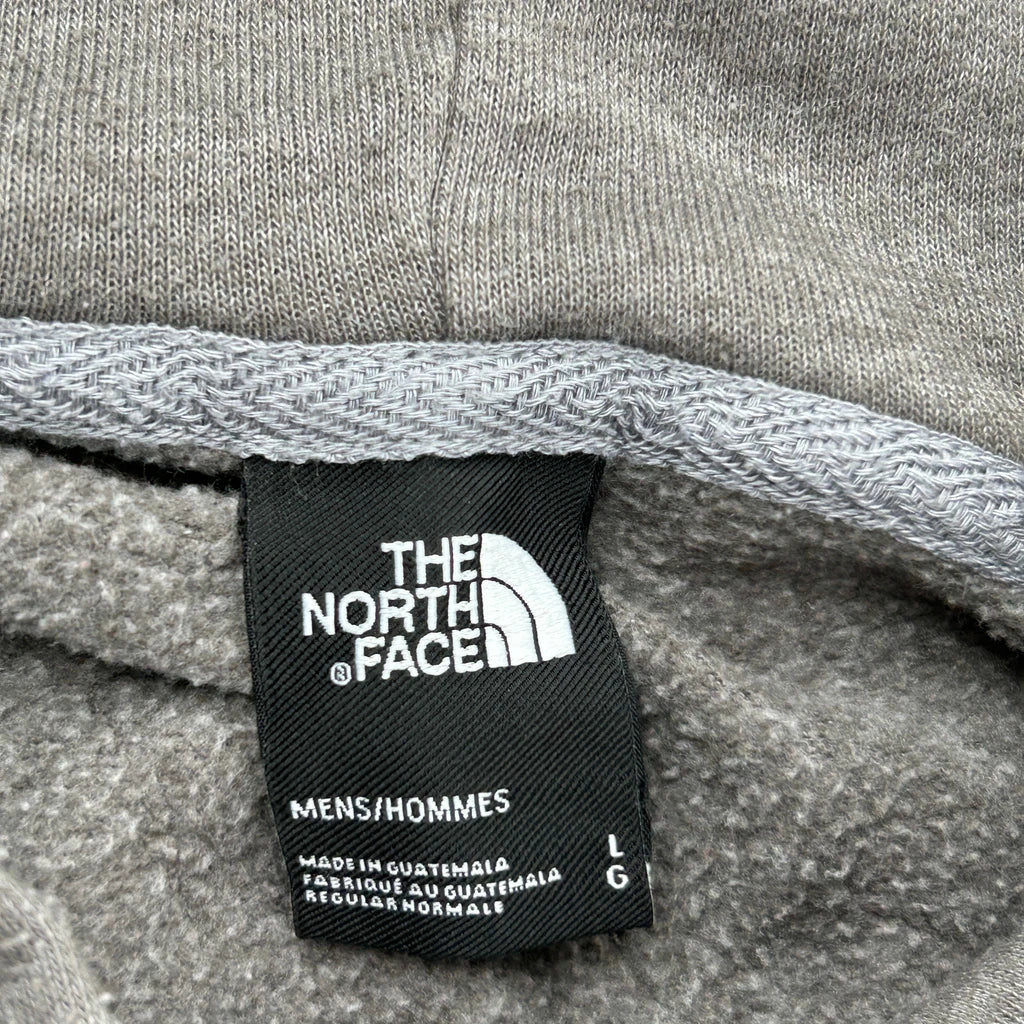 THE
NORTH
®FACE
MENS/HOMMES
MADE IN GUATEMALA
FABRIQUÉ AU GUATEMALA
REGULAR/NORMALE
L
G